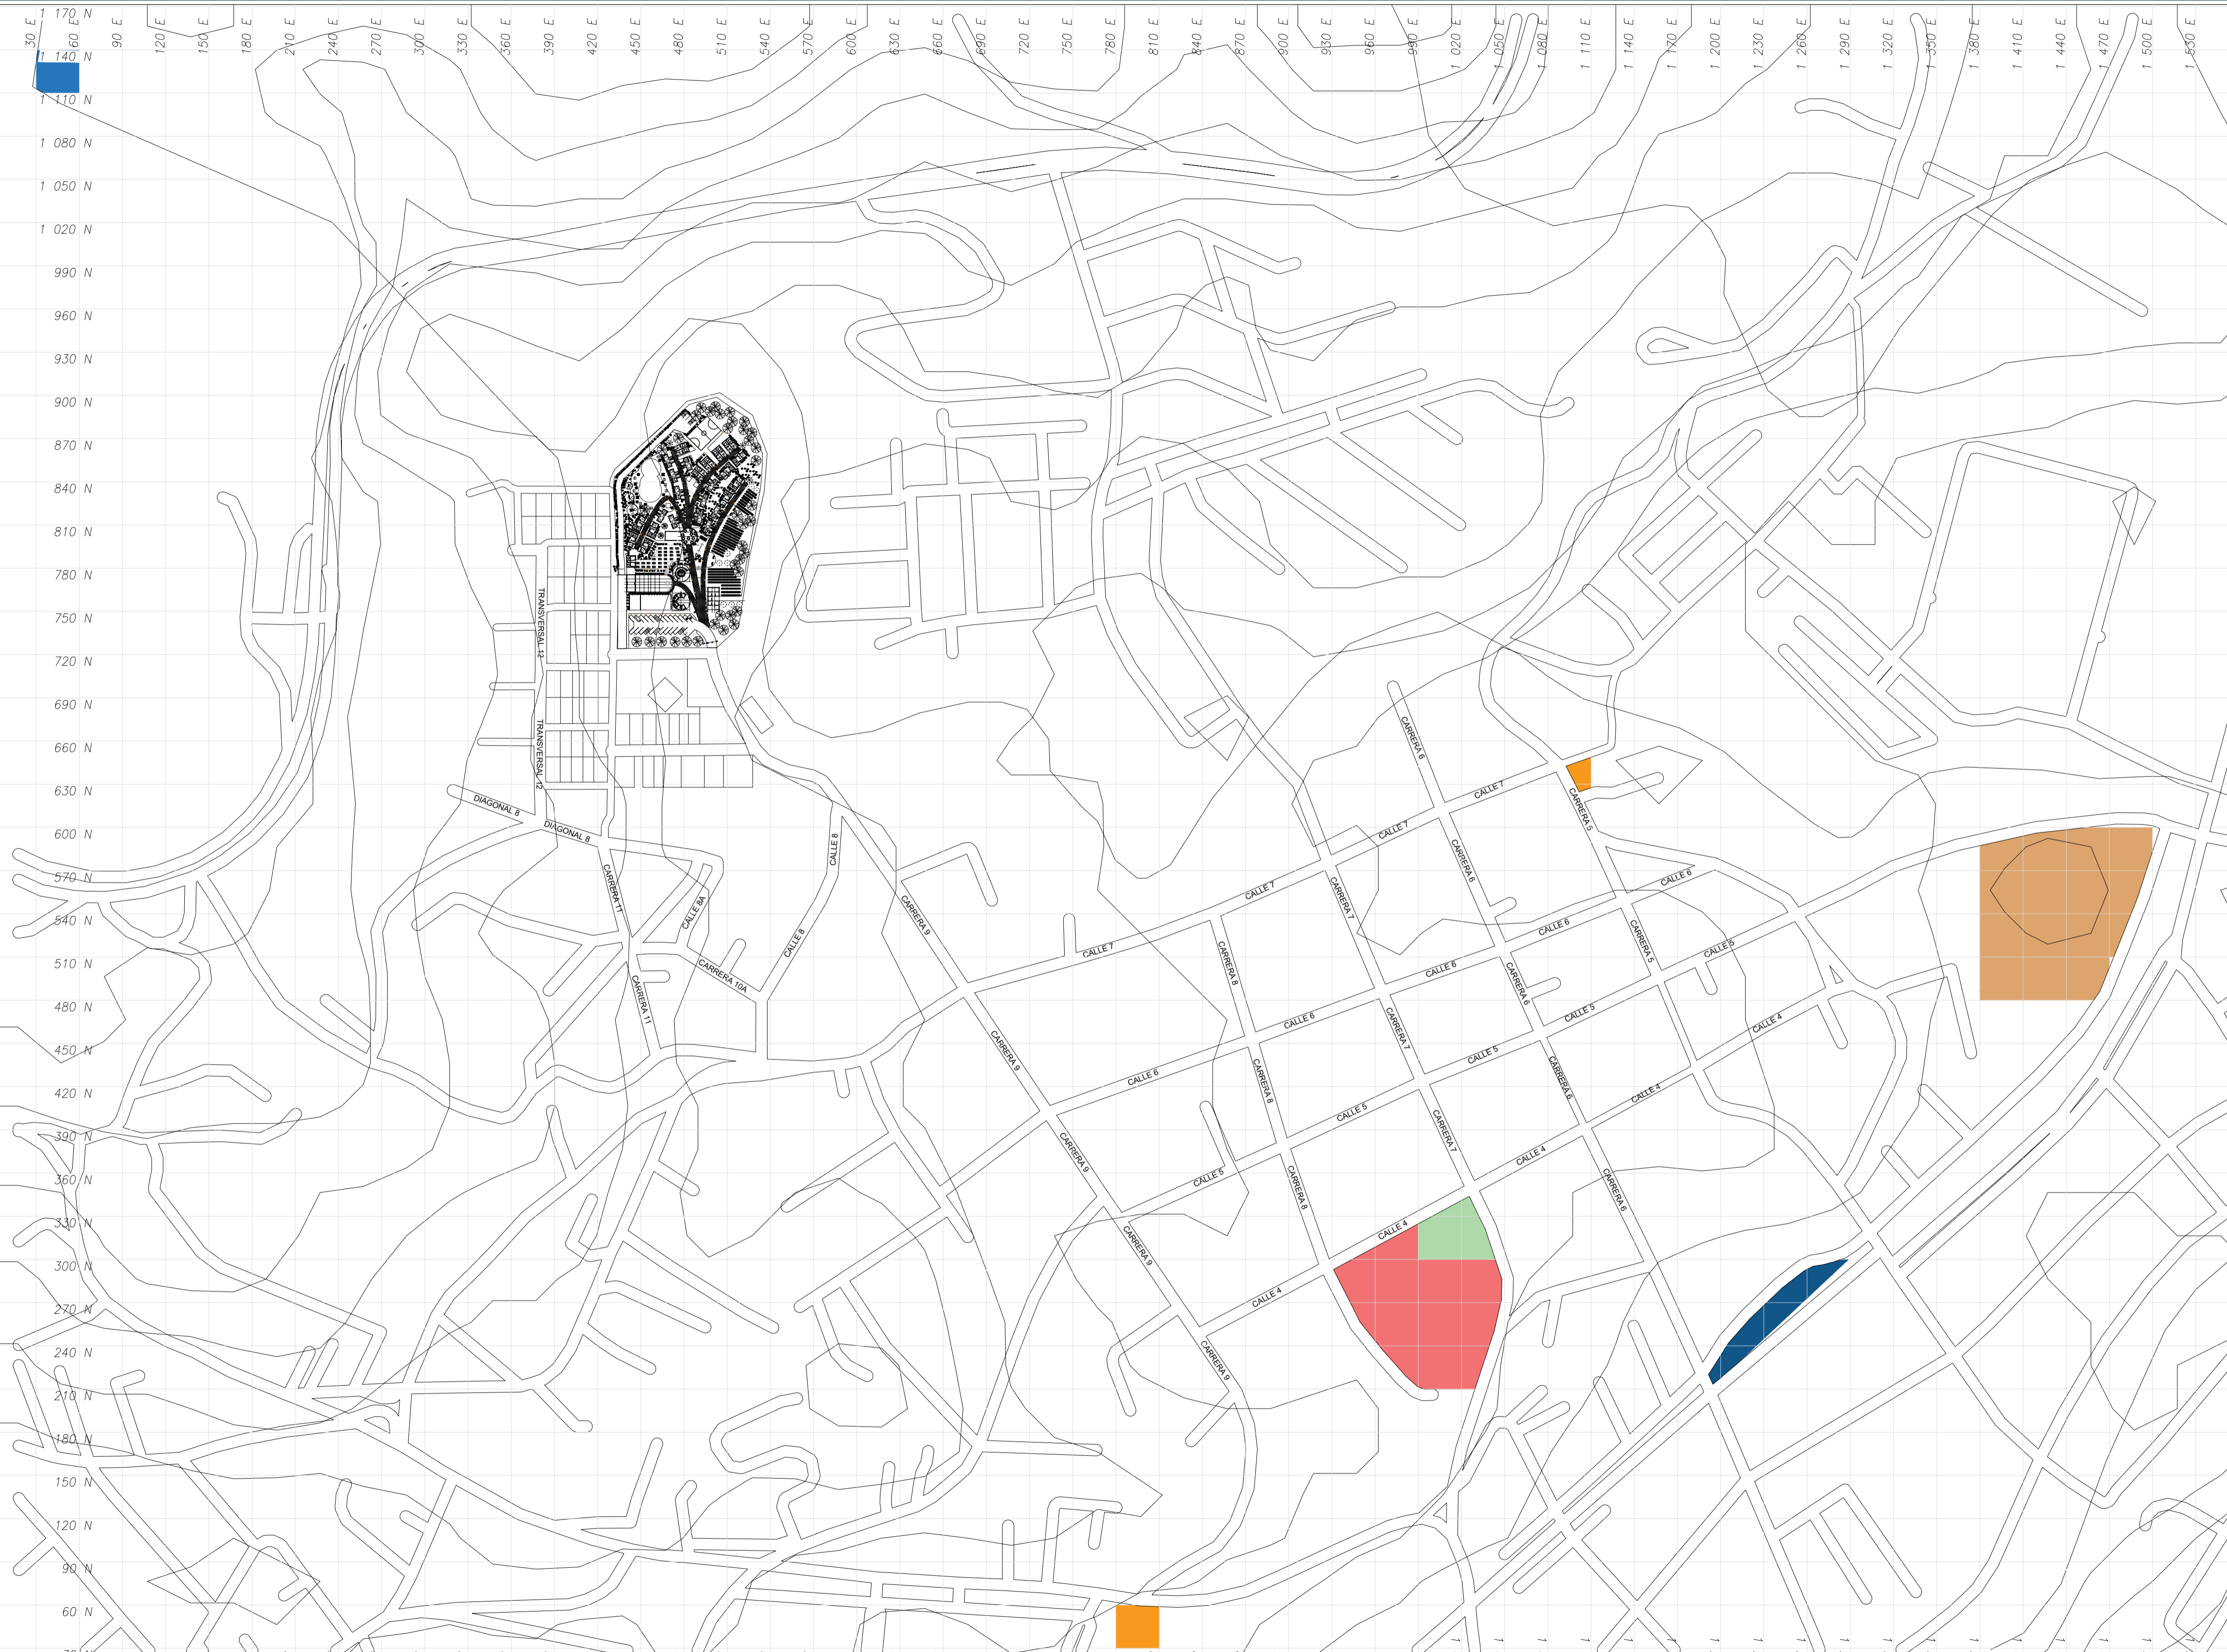 30 E
60 E
90 E
120 E
150 E
180 E
210 E
240 E
270 E
300 E
330 E
360 E
390 E
420 E
450 E
480 E
510 E
540 E
570 E
600 E
630 E
660 E
690 E
720 E
750 E
780 E
810 E
840 E
870 E
900 E
930 E
960 E
990 E
1 020 E
1 050 E
1 080 E
1 110 E
1 140 E
1 170 E
1 200 E
1 230 E
1 260 E
1 290 E
1 320 E
1 350 E
1 380 E
1 410 E
1 440 E
1 470 E
1 500 E
1 530 E
1 170 N
1 140 N
1 110 N
1 080 N
1 050 N
1 020 N
990 N
960 N
930 N
900 N
870 N
840 N
810 N
780 N
750 N
720 N
690 N
660 N
630 N
600 N
570 N
540 N
510 N
480 N
450 N
420 N
390 N
360 N
330 N
300 N
270 N
240 N
210 N
180 N
150 N
120 N
90 N
60 N
TRANSVERSAL 12
TRANSVERSAL 12
DIAGONAL 8
DIAGONAL 8
CARRERA 11
CARRERA 11
CALLE 8A
CARRERA 10A
CALLE 8
CALLE 8
CARRERA 9
CARRERA 9
CARRERA 9
CARRERA 9
CARRERA 9
CALLE 7
CALLE 7
CALLE 7
CALLE 7
CARRERA 6
CARRERA 6
CARRERA 6
CARRERA 6
CARRERA 6
CARRERA 5
CARRERA 5
CARRERA 7
CARRERA 7
CARRERA 7
CARRERA 8
CARRERA 8
CARRERA 8
CALLE 6
CALLE 6
CALLE 6
CALLE 6
CALLE 6
CALLE 5
CALLE 5
CALLE 5
CALLE 5
CALLE 5
CALLE 4
CALLE 4
CALLE 4
CALLE 4
CALLE 4